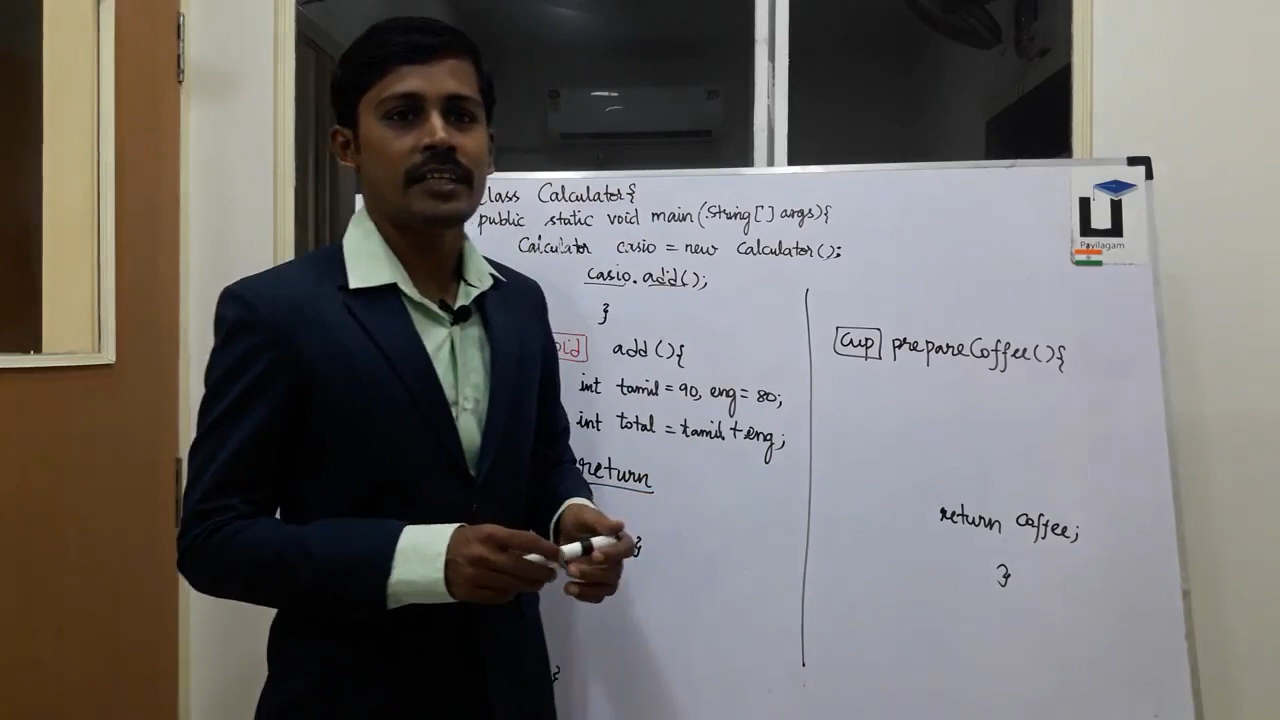 class Calculator{
public static void main(String[] args){
Calculator casio = new calculator();
casio.add();
}
add(){
int tamil = 90, eng = 80;
int total = tamil + eng;
return
}
}
Cup prepareCoffee(){
return Coffee;
}
Payilagam